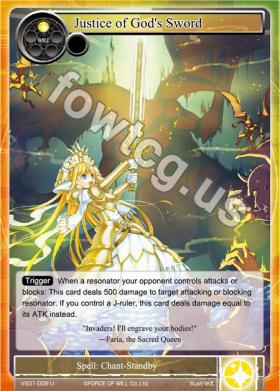 Justice of God's Sword
WILL
fowtcg.us
Trigger When a resonator your opponent controls attacks or
blocks: This card deals 500 damage to target attacking or blocking
resonator. If you control a J-ruler, this card deals damage equal to
its ATK instead.
"Invaders! I'll engrave your bodies!"
—Faria, the Sacred Queen
Spell: Chant-Standby
VS01-009 U
©FORCE OF WILL Co.,Ltd.